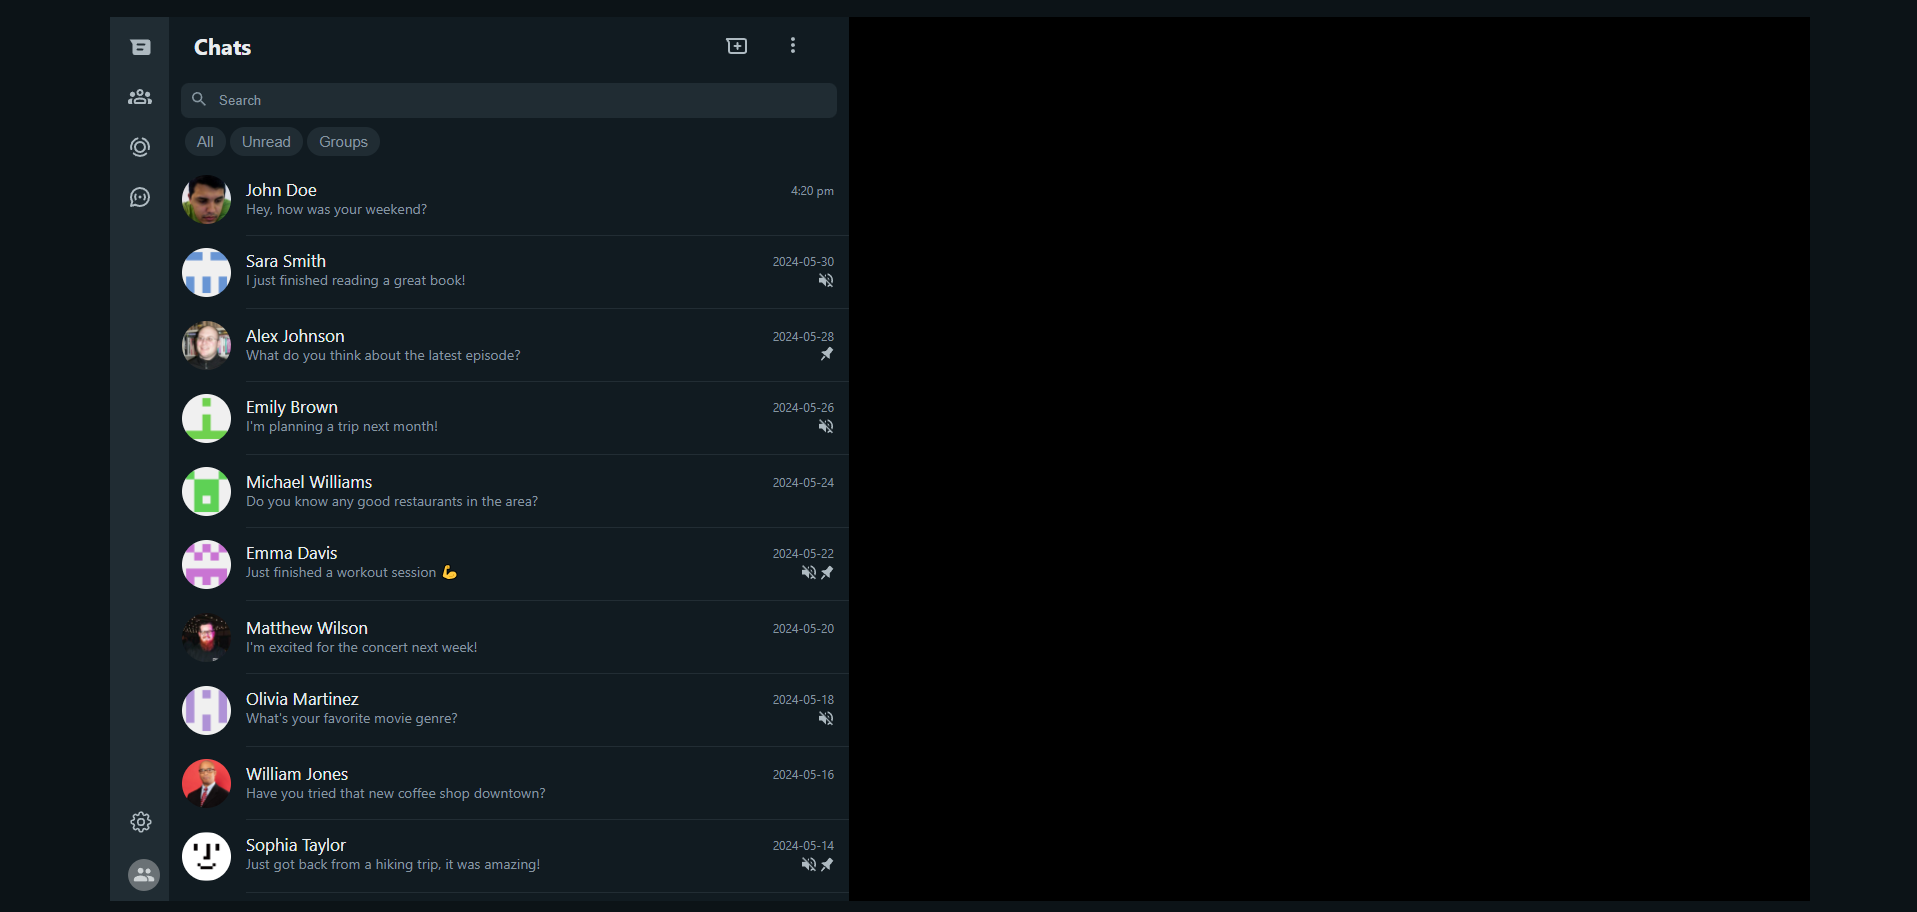 Chats
Search
All Unread Groups
John Doe 4:20 pm
Hey, how was your weekend?
Sara Smith 2024-05-30
I just finished reading a great book!
Alex Johnson 2024-05-28
What do you think about the latest episode?
Emily Brown 2024-05-26
I'm planning a trip next month!
Michael Williams 2024-05-24
Do you know any good restaurants in the area?
Emma Davis 2024-05-22
Just finished a workout session 💪
Matthew Wilson 2024-05-20
I'm excited for the concert next week!
Olivia Martinez 2024-05-18
What's your favorite movie genre?
William Jones 2024-05-16
Have you tried that new coffee shop downtown?
Sophia Taylor 2024-05-14
Just got back from a hiking trip, it was amazing!